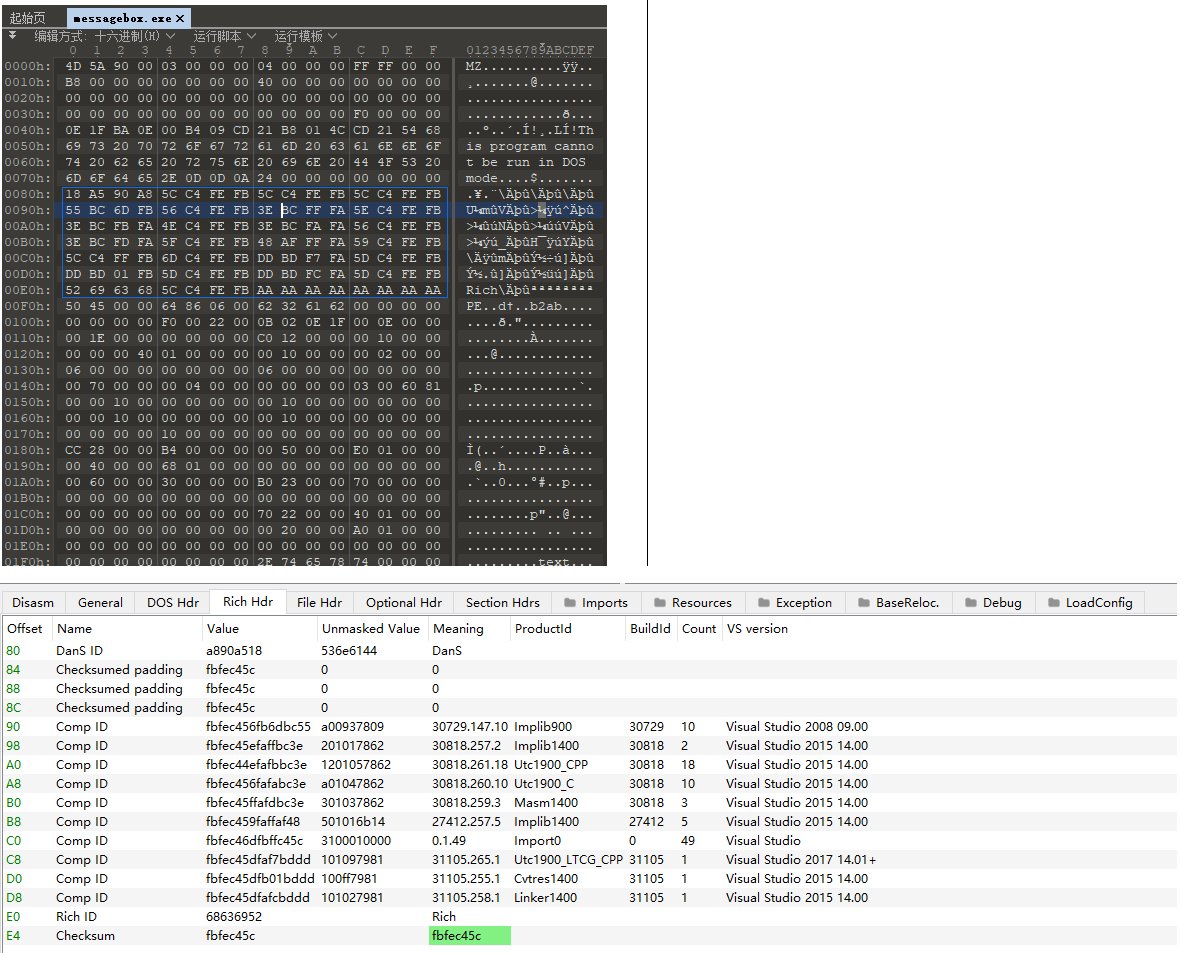 起始页 messagebox.exe ×
编辑方式: 十六进制(H) 运行脚本 运行模板
0 1 2 3 4 5 6 7 8 9 A B C D E F 0123456789ABCDEF
0000h: 4D 5A 90 00 03 00 00 00 04 00 00 00 FF FF 00 00 MZ..........ÿÿ..
0010h: B8 00 00 00 00 00 00 00 40 00 00 00 00 00 00 00 ¸.......@.......
0020h: 00 00 00 00 00 00 00 00 00 00 00 00 00 00 00 00 ................
0030h: 00 00 00 00 00 00 00 00 00 00 00 00 F0 00 00 00 ............ð...
0040h: 0E 1F BA 0E 00 B4 09 CD 21 B8 01 4C CD 21 54 68 ..º..´.Í!¸.LÍ!Th
0050h: 69 73 20 70 72 6F 67 72 61 6D 20 63 61 6E 6E 6F is program canno
0060h: 74 20 62 65 20 72 75 6E 20 69 6E 20 44 4F 53 20 t be run in DOS
0070h: 6D 6F 64 65 2E 0D 0D 0A 24 00 00 00 00 00 00 00 mode....$.......
0080h: 18 A5 90 A8 5C C4 FE FB 5C C4 FE FB 5C C4 FE FB .¥.¨\Äþû\Äþû\Äþû
0090h: 55 BC 6D FB 56 C4 FE FB 3E BC FF FA 5E C4 FE FB U¼mûVÄþû>¼ÿú^Äþû
00A0h: 3E BC FB FA 4E C4 FE FB 3E BC FA FA 56 C4 FE FB >¼ûúNÄþû>¼úúVÄþû
00B0h: 3E BC FD FA 5F C4 FE FB 48 AF FF FA 59 C4 FE FB >¼ýú_ÄþûH¯ÿúYÄþû
00C0h: 5C C4 FF FB 6D C4 FE FB DD BD F7 FA 5D C4 FE FB \ÄÿûmÄþûÝ½÷ú]Äþû
00D0h: DD BD 01 FB 5D C4 FE FB DD BD FC FA 5D C4 FE FB Ý½.û]ÄþûÝ½üú]Äþû
00E0h: 52 69 63 68 5C C4 FE FB AA AA AA AA AA AA AA AA Rich\Äþûªªªªªªªª
00F0h: 50 45 00 00 64 86 06 00 62 32 61 62 00 00 00 00 PE..d†..b2ab....
0100h: 00 00 00 00 F0 00 22 00 0B 02 0E 1F 00 0E 00 00 ....ð.".........
0110h: 00 1E 00 00 00 00 00 00 C0 12 00 00 00 10 00 00 ........À.......
0120h: 00 00 00 40 01 00 00 00 00 10 00 00 00 02 00 00 ...@............
0130h: 06 00 00 00 00 00 00 00 06 00 00 00 00 00 00 00 ................
0140h: 00 70 00 00 00 04 00 00 00 00 00 00 03 00 60 81 .p............`
0150h: 00 00 10 00 00 00 00 00 00 10 00 00 00 00 00 00 ................
0160h: 00 00 10 00 00 00 00 00 00 10 00 00 00 00 00 00 ................
0170h: 00 00 00 00 10 00 00 00 00 00 00 00 00 00 00 00 ................
0180h: CC 28 00 00 B4 00 00 00 00 50 00 00 E0 01 00 00 Ì(..´....P..à...
0190h: 00 40 00 00 68 01 00 00 00 00 00 00 00 00 00 00 .@..h...........
01A0h: 00 60 00 00 30 00 00 00 B0 23 00 00 70 00 00 00 .`..0...°#..p...
01B0h: 00 00 00 00 00 00 00 00 00 00 00 00 00 00 00 00 ................
01C0h: 00 00 00 00 00 00 00 00 70 22 00 00 40 01 00 00 ........p"..@...
01D0h: 00 00 00 00 00 00 00 00 00 20 00 00 A0 01 00 00 ......... .. ...
01E0h: 00 00 00 00 00 00 00 00 00 00 00 00 00 00 00 00 ................
01F0h: 00 00 00 00 00 00 00 00 2E 74 65 78 74 00 00 00 .........text...
Disasm General DOS Hdr Rich Hdr File Hdr Optional Hdr Section Hdrs Imports Resources Exception BaseReloc. Debug LoadConfig
Offset Name Value Unmasked Value Meaning ProductId BuildId Count VS version
80 DanS ID a890a518 536e6144 DanS
84 Checksumed padding fbfec45c 0 0
88 Checksumed padding fbfec45c 0 0
8C Checksumed padding fbfec45c 0 0
90 Comp ID fbfec456fb6dbc55 a00937809 30729.147.10 Implib900 30729 10 Visual Studio 2008 09.00
98 Comp ID fbfec45efaffbc3e 201017862 30818.257.2 Implib1400 30818 2 Visual Studio 2015 14.00
A0 Comp ID fbfec44efafbbc3e 1201057862 30818.261.18 Utc1900_CPP 30818 18 Visual Studio 2015 14.00
A8 Comp ID fbfec456fafabc3e a01047862 30818.260.10 Utc1900_C 30818 10 Visual Studio 2015 14.00
B0 Comp ID fbfec45ffafdbc3e 301037862 30818.259.3 Masm1400 30818 3 Visual Studio 2015 14.00
B8 Comp ID fbfec459faffaf48 501016b14 27412.257.5 Implib1400 27412 5 Visual Studio 2015 14.00
C0 Comp ID fbfec46dfbffc45c 3100010000 0.1.49 Import0 0 49 Visual Studio
C8 Comp ID fbfec45dfaf7bddd 101097981 31105.265.1 Utc1900_LTCG_CPP 31105 1 Visual Studio 2017 14.01+
D0 Comp ID fbfec45dfb01bddd 100ff7981 31105.255.1 Cvtres1400 31105 1 Visual Studio 2015 14.00
D8 Comp ID fbfec45dfafcbddd 101027981 31105.258.1 Linker1400 31105 1 Visual Studio 2015 14.00
E0 Rich ID 68636952 Rich
E4 Checksum fbfec45c fbfec45c